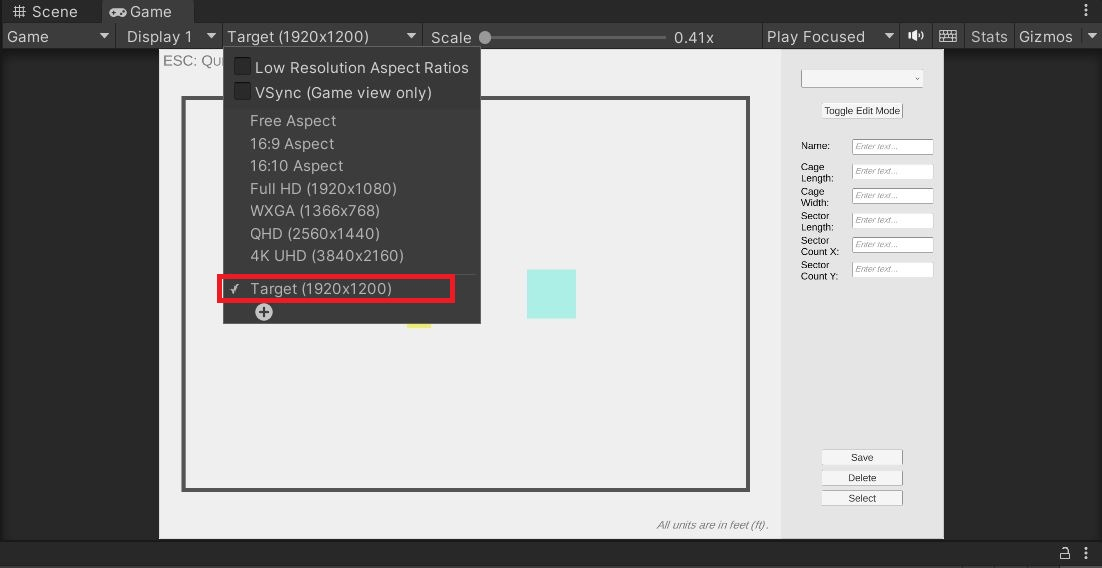 Scene
Game
Game
Display 1
Target (1920x1200)
Scale
0.41x
Play Focused
Stats
Gizmos
ESC:
Low Resolution Aspect Ratios
VSync (Game view only)
Free Aspect
16:9 Aspect
16:10 Aspect
Full HD (1920x1080)
WXGA (1366x768)
QHD (2560x1440)
4K UHD (3840x2160)
Target (1920x1200)
Toggle Edit Mode
Name:
Enter text...
Cage
Length:
Enter text...
Cage
Width:
Enter text...
Sector
Length:
Enter text...
Sector
Count X:
Enter text...
Sector
Count Y:
Enter text...
Save
Delete
Select
All units are in feet (ft).